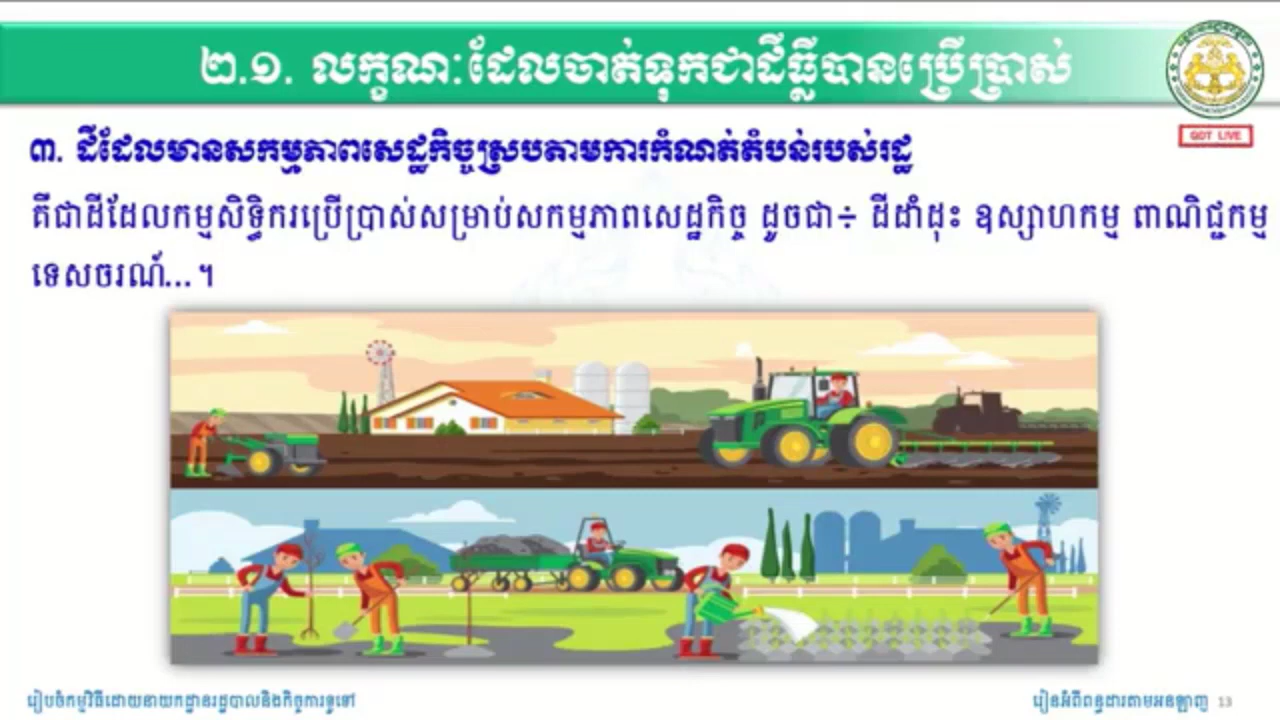 ២.១. លក្ខណៈដែលចាត់ទុកជាដីធ្លីបានប្រើប្រាស់
GDT LIVE
៣. ដីដែលមានសកម្មភាពសេដ្ឋកិច្ចស្របតាមការកំណត់តំបន់របស់រដ្ឋ
គឺជាដីដែលកម្មសិទ្ធិករប្រើប្រាស់សម្រាប់សកម្មភាពសេដ្ឋកិច្ច ដូចជា÷ ដីដាំដុះ ឧស្សាហកម្ម ពាណិជ្ជកម្ម
ទេសចរណ៍...។
រៀបចំកម្មវិធីដោយនាយកដ្ឋានរដ្ឋបាលនិងកិច្ចការទូទៅ
រៀនអំពីពន្ធដារតាមអនឡាញ 13